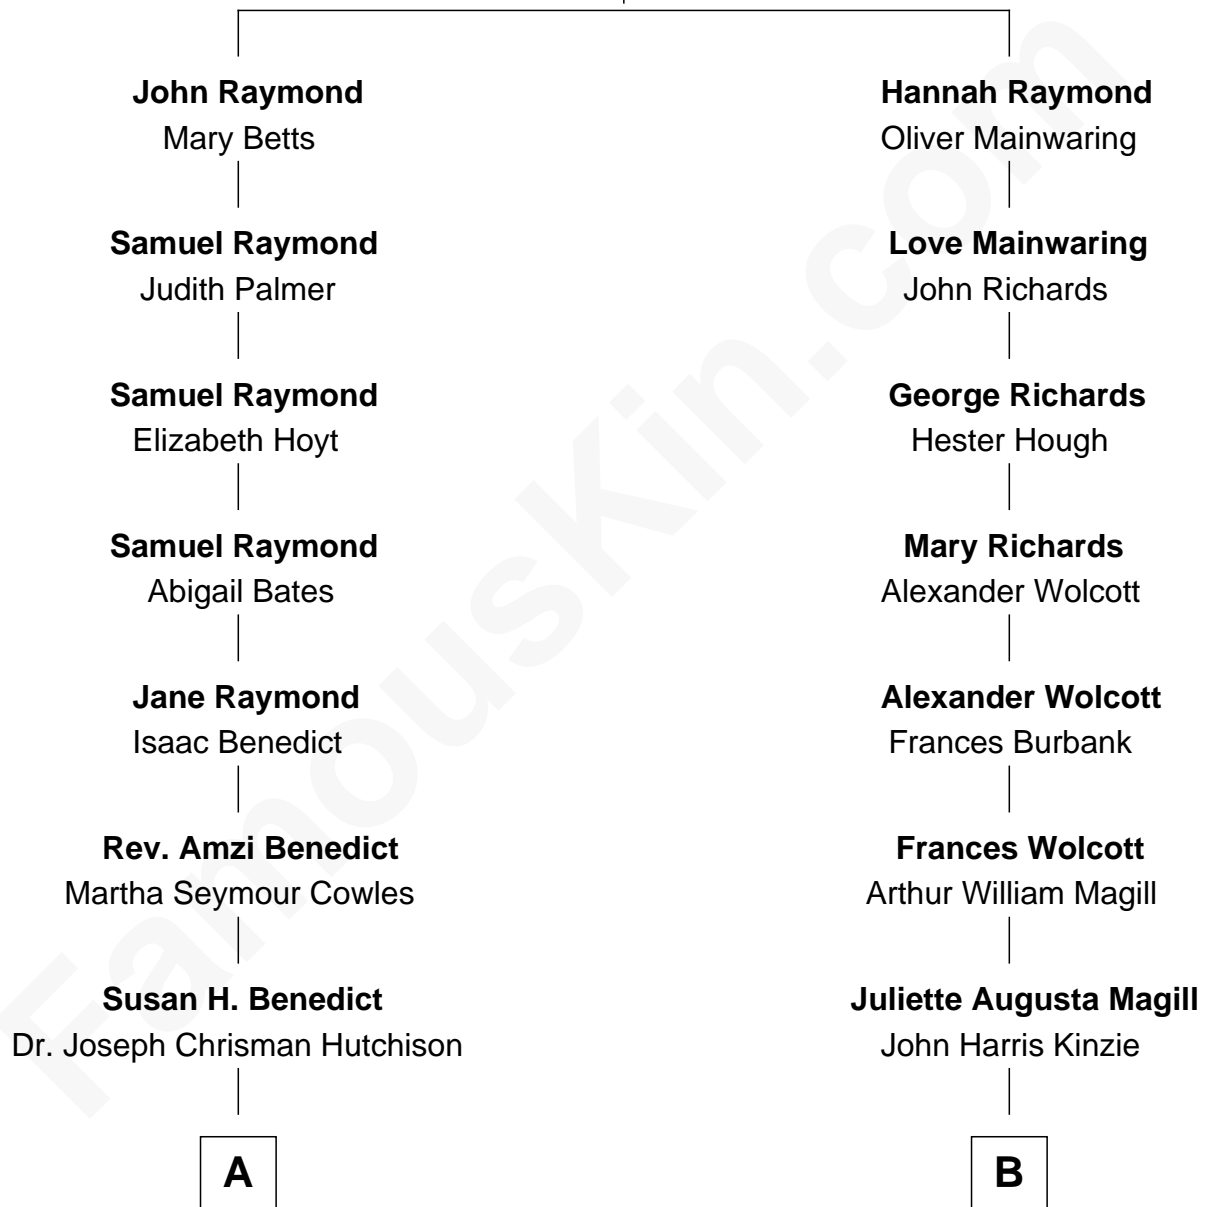 John Raymond
Mary Betts
Samuel Raymond
Judith Palmer
Samuel Raymond
Elizabeth Hoyt
Samuel Raymond
Abigail Bates
Jane Raymond
Isaac Benedict
Rev. Amzi Benedict
Martha Seymour Cowles
Susan H. Benedict
Dr. Joseph Chrisman Hutchison
A
Hannah Raymond
Oliver Mainwaring
Love Mainwaring
John Richards
George Richards
Hester Hough
Mary Richards
Alexander Wolcott
Alexander Wolcott
Frances Burbank
Frances Wolcott
Arthur William Magill
Juliette Augusta Magill
John Harris Kinzie
B
FamousKin.com